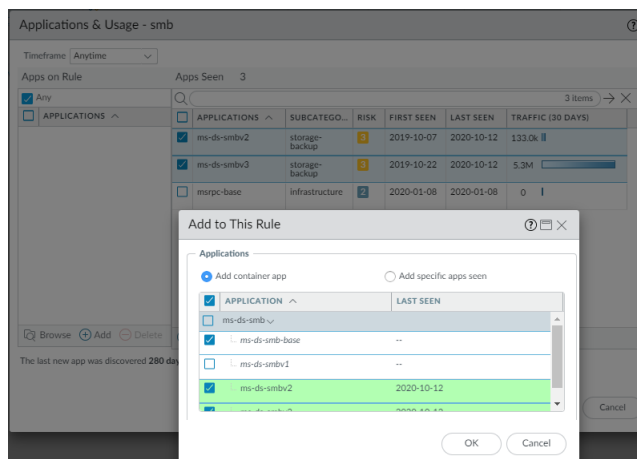 Applications & Usage - smb
Timeframe Anytime
Apps on Rule
Apps Seen 3
Any
3 items
APPLICATIONS
APPLICATIONS SUBCATEGO... RISK FIRST SEEN LAST SEEN TRAFFIC (30 DAYS)
ms-ds-smbv2 storage-backup 3 2019-10-07 2020-10-12 133.0k
ms-ds-smbv3 storage-backup 3 2019-10-22 2020-10-12 5.3M
msrpc-base infrastructure 2 2020-01-08 2020-01-08 0
Add to This Rule
Applications
Add container app
Add specific apps seen
APPLICATION LAST SEEN
ms-ds-smb
ms-ds-smb-base --
ms-ds-smbv1 --
ms-ds-smbv2 2020-10-12
2020-10-12
OK Cancel
Browse Add Delete
The last new app was discovered 280 day
Cancel